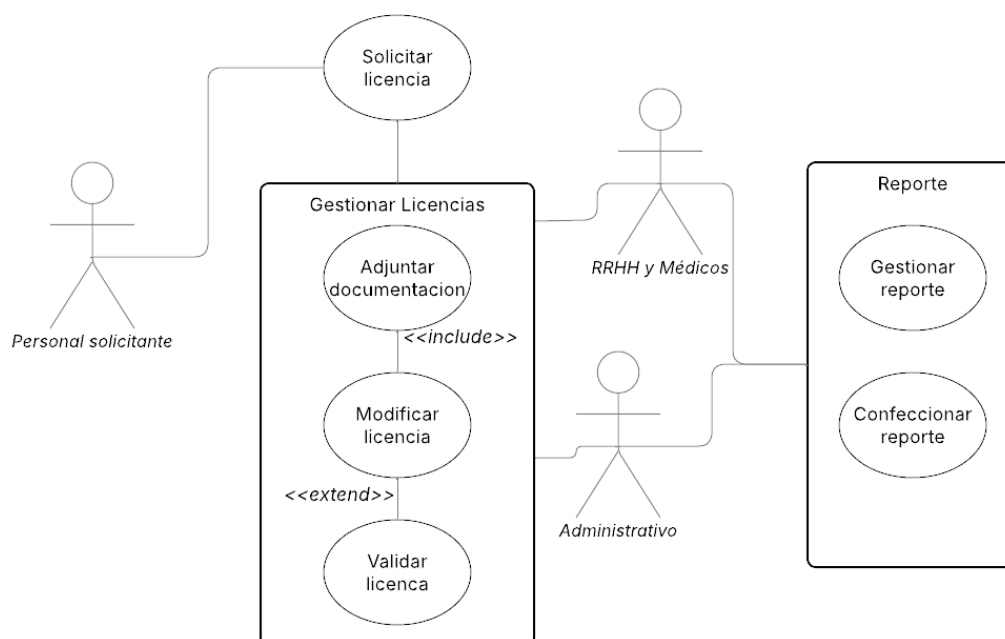 Solicitar
licencia
Gestionar Licencias
Adjuntar
documentacion
<<include>>
Modificar
licencia
<<extend>>
Validar
licenca
Personal solicitante
RRHH y Médicos
Administrativo
Reporte
Gestionar
reporte
Confeccionar
reporte